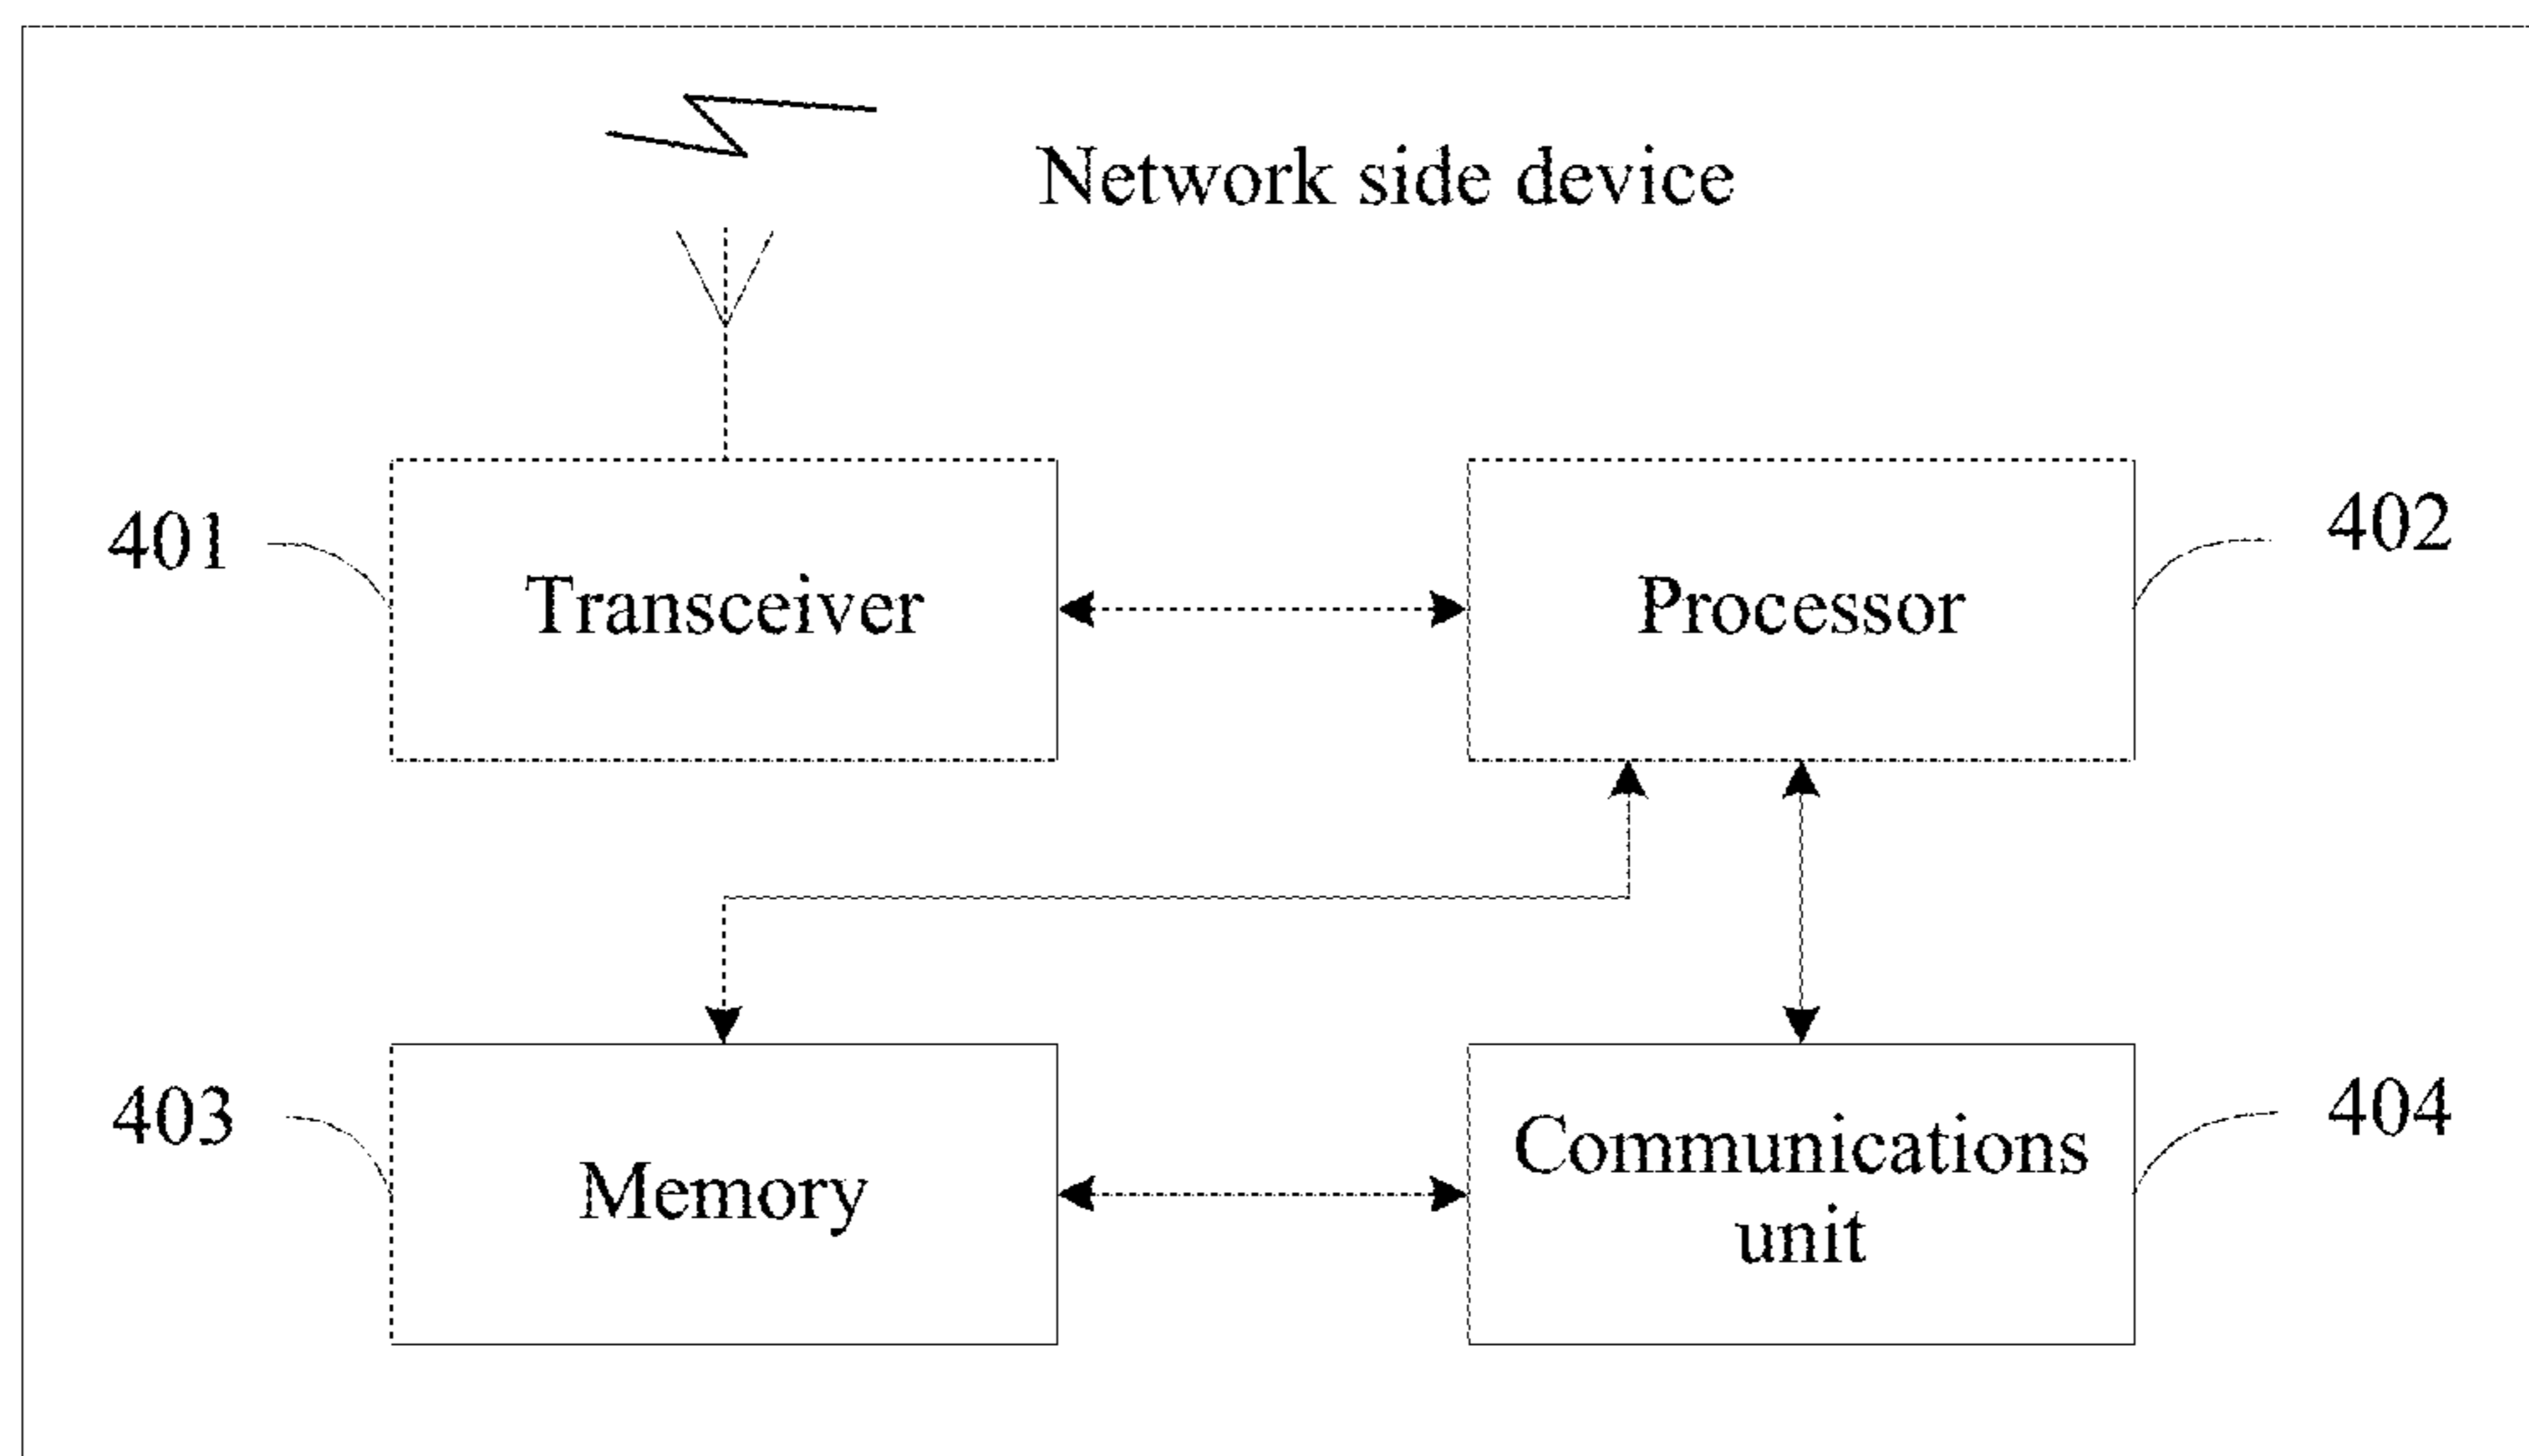 Network side device
401
Transceiver
Processor
402
403
Memory
Communications
unit
404